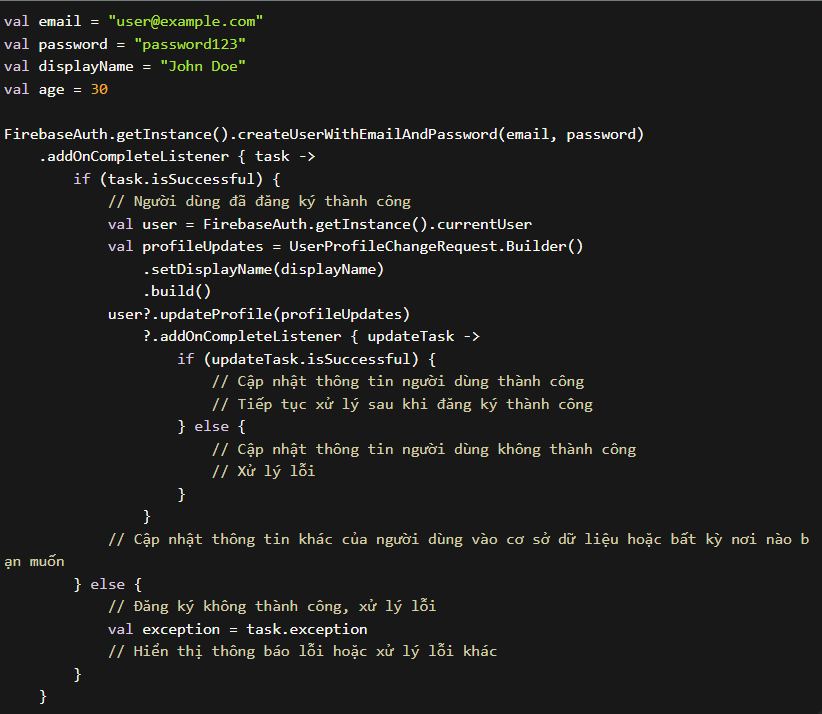 val email = "user@example.com"
val password = "password123"
val displayName = "John Doe"
val age = 30

FirebaseAuth.getInstance().createUserWithEmailAndPassword(email, password)
    .addOnCompleteListener { task ->
        if (task.isSuccessful) {
            // Người dùng đã đăng ký thành công
            val user = FirebaseAuth.getInstance().currentUser
            val profileUpdates = UserProfileChangeRequest.Builder()
                .setDisplayName(displayName)
                .build()
            user?.updateProfile(profileUpdates)
                ?.addOnCompleteListener { updateTask ->
                    if (updateTask.isSuccessful) {
                        // Cập nhật thông tin người dùng thành công
                        // Tiếp tục xử lý sau khi đăng ký thành công
                    } else {
                        // Cập nhật thông tin người dùng không thành công
                        // Xử lý lỗi
                    }
                }
            // Cập nhật thông tin khác của người dùng vào cơ sở dữ liệu hoặc bất kỳ nơi nào b
ạn muốn
        } else {
            // Đăng ký không thành công, xử lý lỗi
            val exception = task.exception
            // Hiển thị thông báo lỗi hoặc xử lý lỗi khác
        }
    }